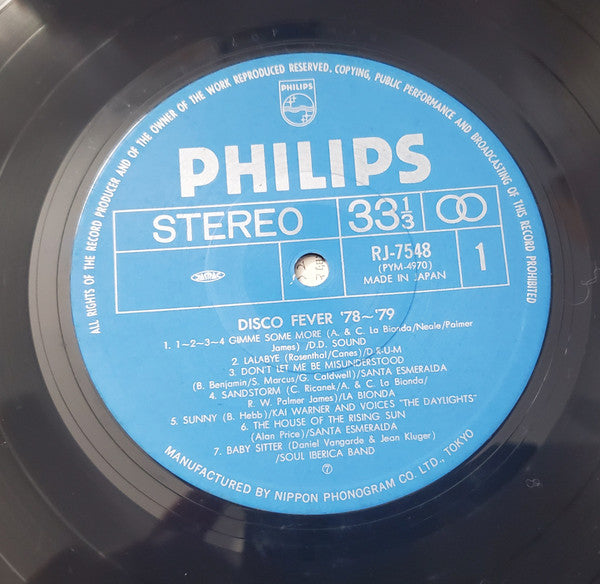 ALL RIGHTS OF THE RECORD PRODUCER AND OF THE OWNER OF THE WORK REPRODUCED RESERVED. COPYING, PUBLIC PERFORMANCE AND BROADCASTING OF THIS RECORD PROHIBITED
PHILIPS
PHILIPS
STEREO 33 1/3
RJ-7548
(PYM-4970)
MADE IN JAPAN
1
DISCO FEVER '78~'79
1. 1-2-3-4 GIMME SOME MORE (A. & C. La Bionda/Neale/Palmer
James)/D.D. SOUND
2. LALABYE (Rosenthal/Canes)/D·R·U·M
3. DON'T LET ME BE MISUNDERSTOOD
(B. Benjamin/S. Marcus/G. Caldwell)/SANTA ESMERALDA
4. SANDSTORM (C. Ricanek/A. & C. La Bionda/
R. W. Palmer James)/LA BIONDA
5. SUNNY (B. Hebb)/KAI WARNER AND VOICES "THE DAYLIGHTS"
6. THE HOUSE OF THE RISING SUN
(Alan Price)/SANTA ESMERALDA
7. BABY SITTER (Daniel Vangarde & Jean Kluger)
/SOUL IBERICA BAND
⑦
MANUFACTURED BY NIPPON PHONOGRAM CO. LTD., TOKYO